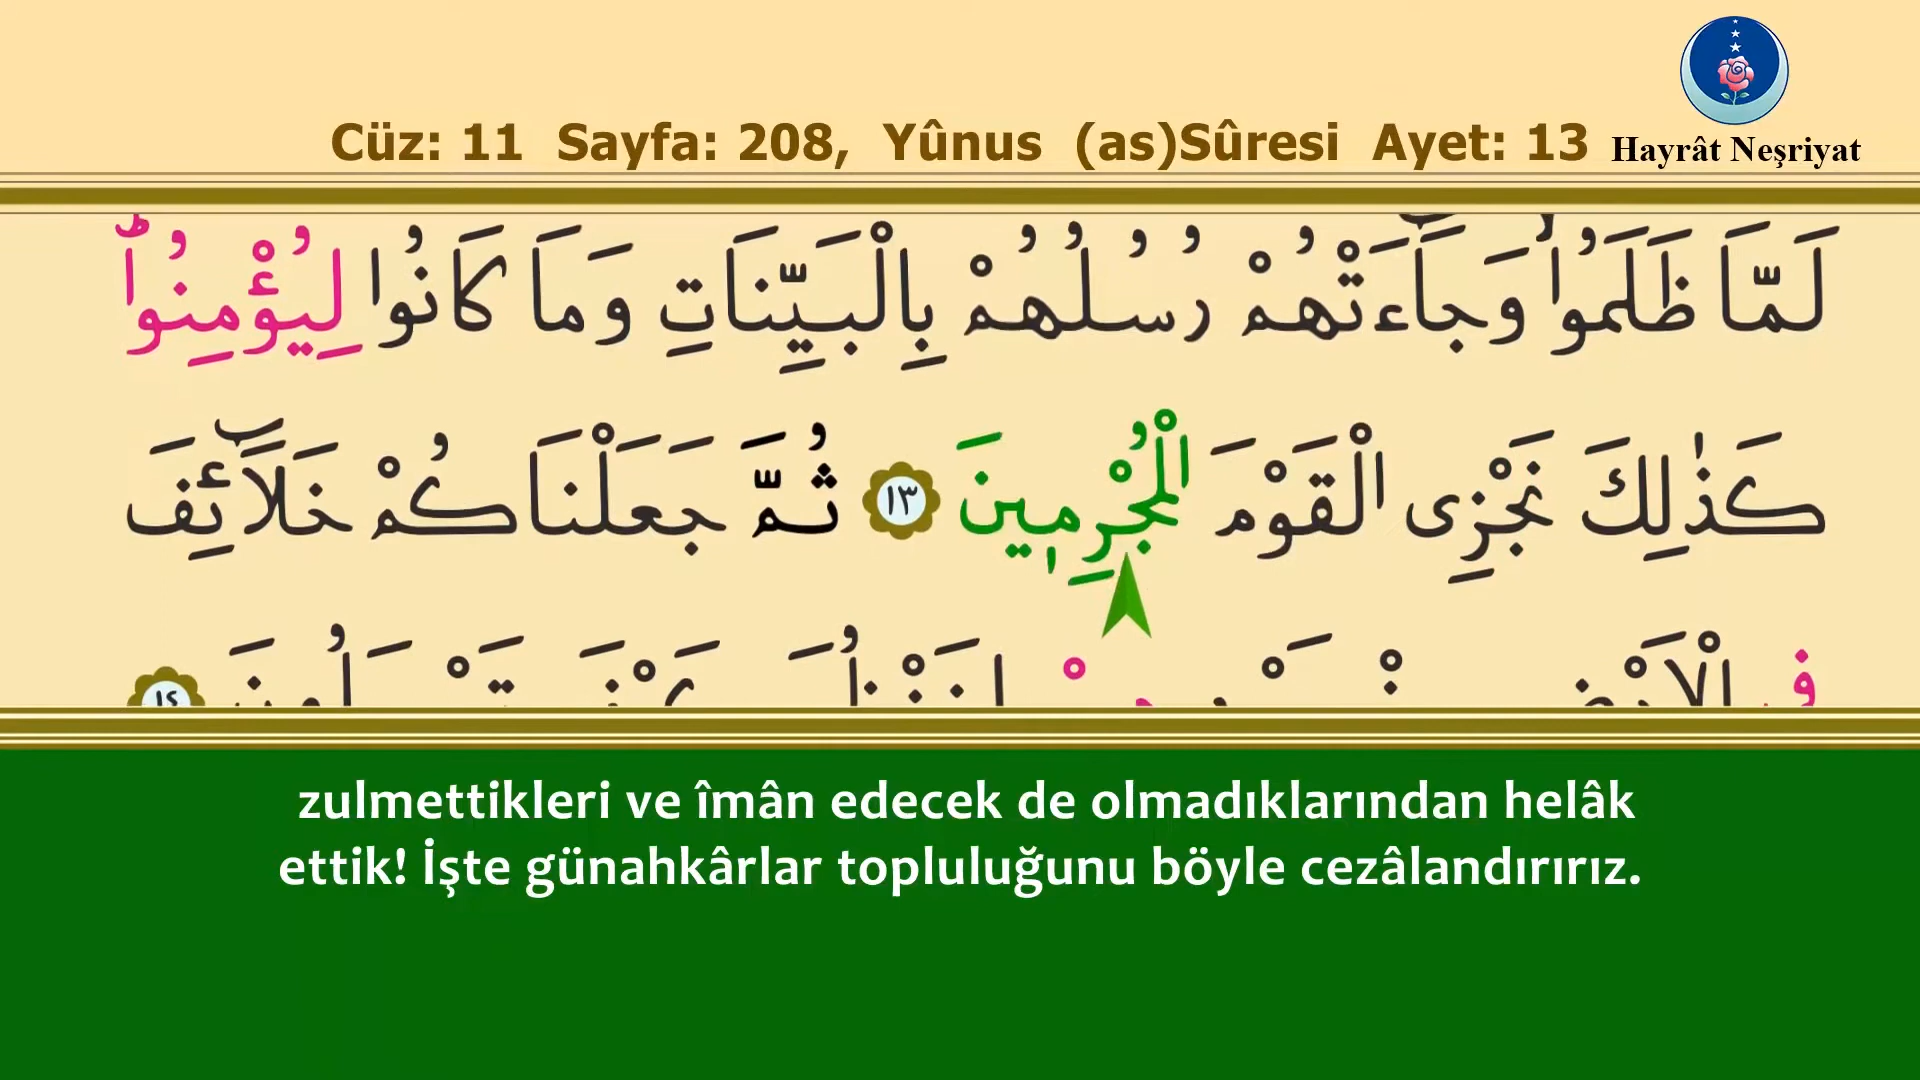 Cüz: 11 Sayfa: 208, Yûnus (as)Sûresi Ayet: 13
Hayrât Neşriyat
لَمَّا ظَلَمُواۙ وَجَٓاءَتْهُمْ رُسُلُهُمْ بِالْبَيِّنَاتِ وَمَا كَانُوا لِيُؤْمِنُواۜ
كَذٰلِكَ نَجْزِى الْقَوْمَ الْمُجْرِمٖينَ ١٣ ثُمَّ جَعَلْنَاكُمْ خَلَٓائِفَ
zulmettikleri ve îmân edecek de olmadıklarından helâk
ettik! İşte günahkârlar topluluğunu böyle cezâlandırırız.